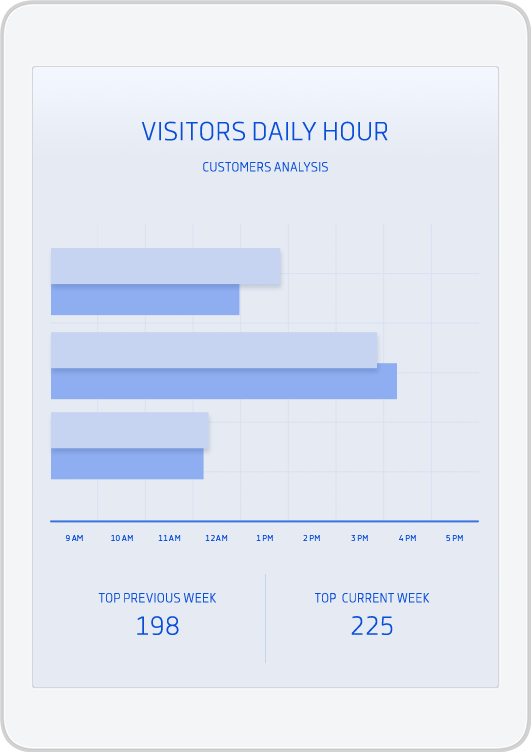 VISITORS DAILY HOUR
CUSTOMERS ANALYSIS
9 AM 10 AM 11 AM 12 AM 1 PM 2 PM 3 PM 4 PM 5 PM
TOP PREVIOUS WEEK
198
TOP CURRENT WEEK
225